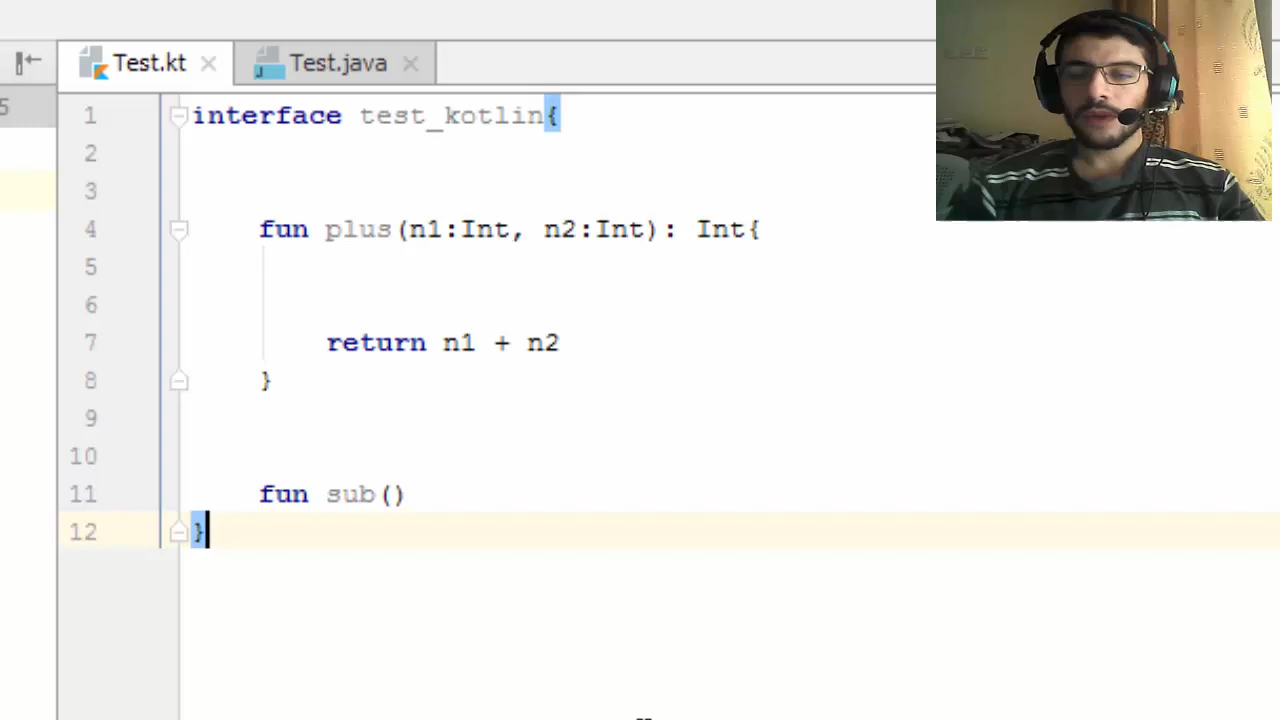 Test.kt Test.java
5
1 interface test_kotlin{
2
3
4 fun plus(n1:Int, n2:Int): Int{
5
6
7 return n1 + n2
8 }
9
10
11 fun sub()
12 }